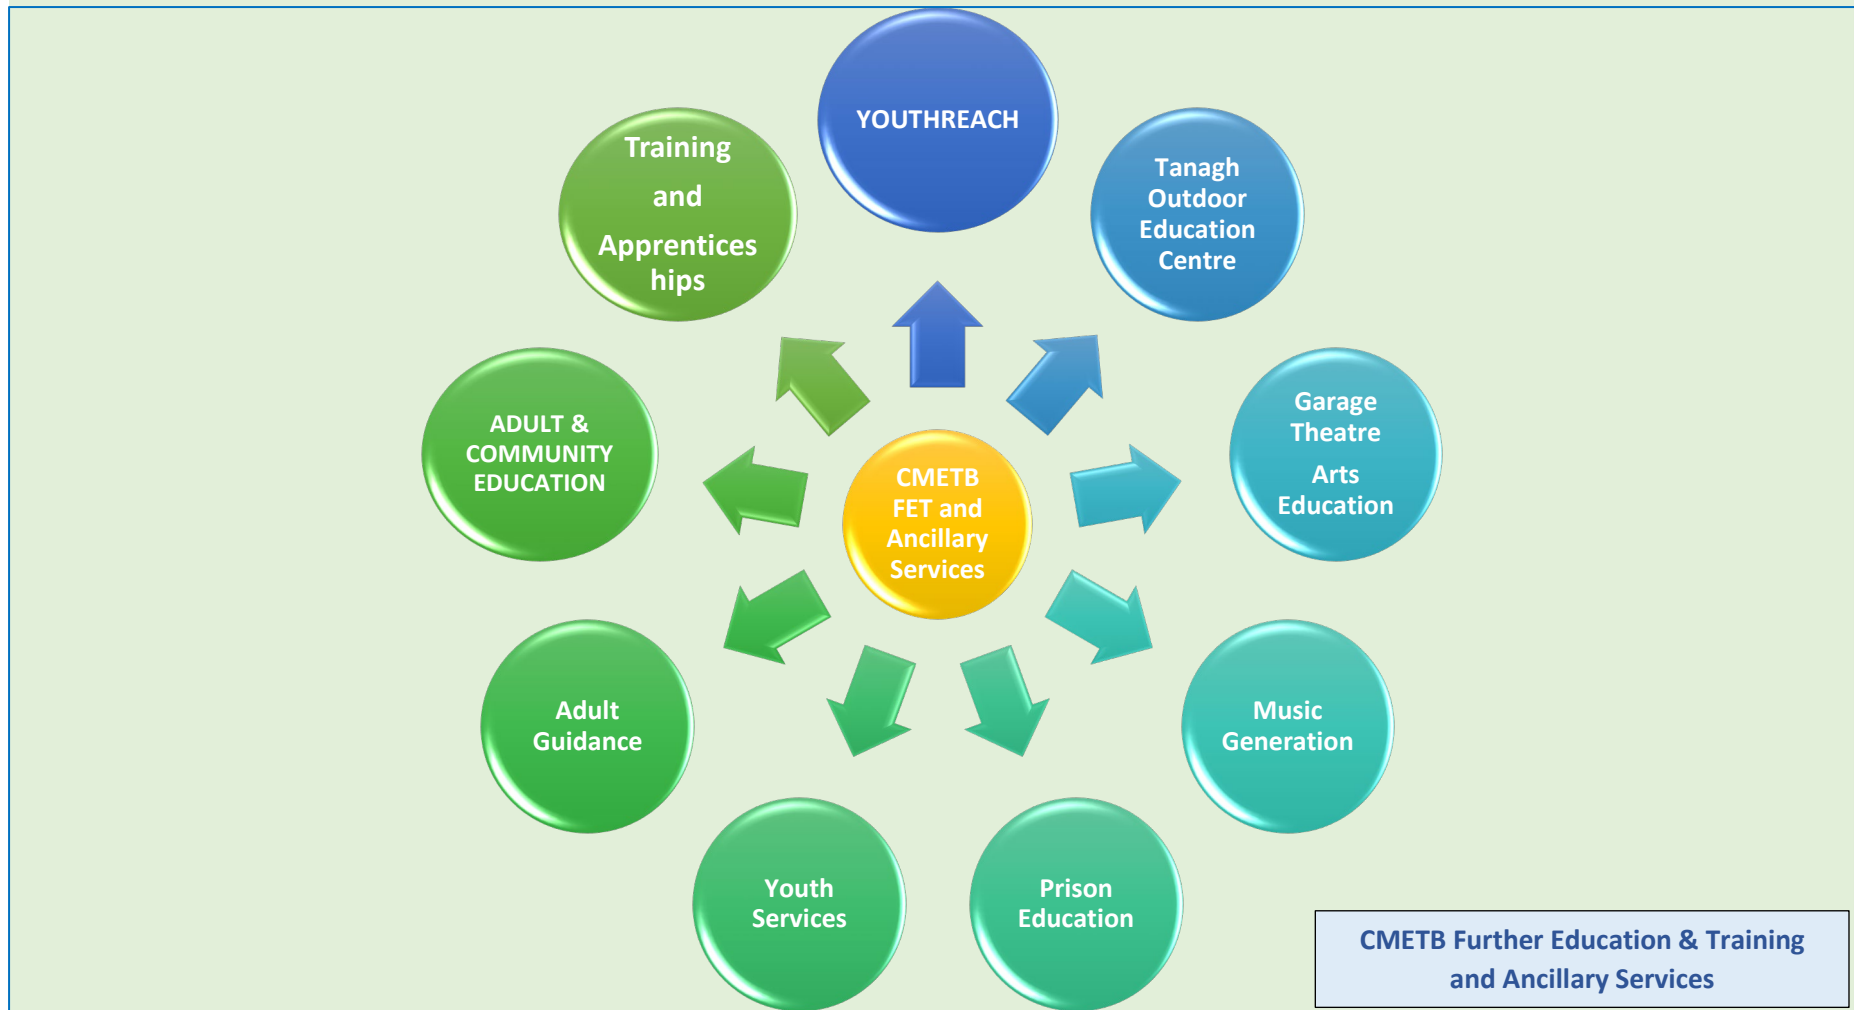 YOUTHREACH
Tanagh
Outdoor
Education
Centre
Garage
Theatre
Arts
Education
Music
Generation
Prison
Education
Youth
Services
Adult
Guidance
ADULT &
COMMUNITY
EDUCATION
Training
and
Apprentices
hips
CMETB
FET and
Ancillary
Services
CMETB Further Education & Training
and Ancillary Services